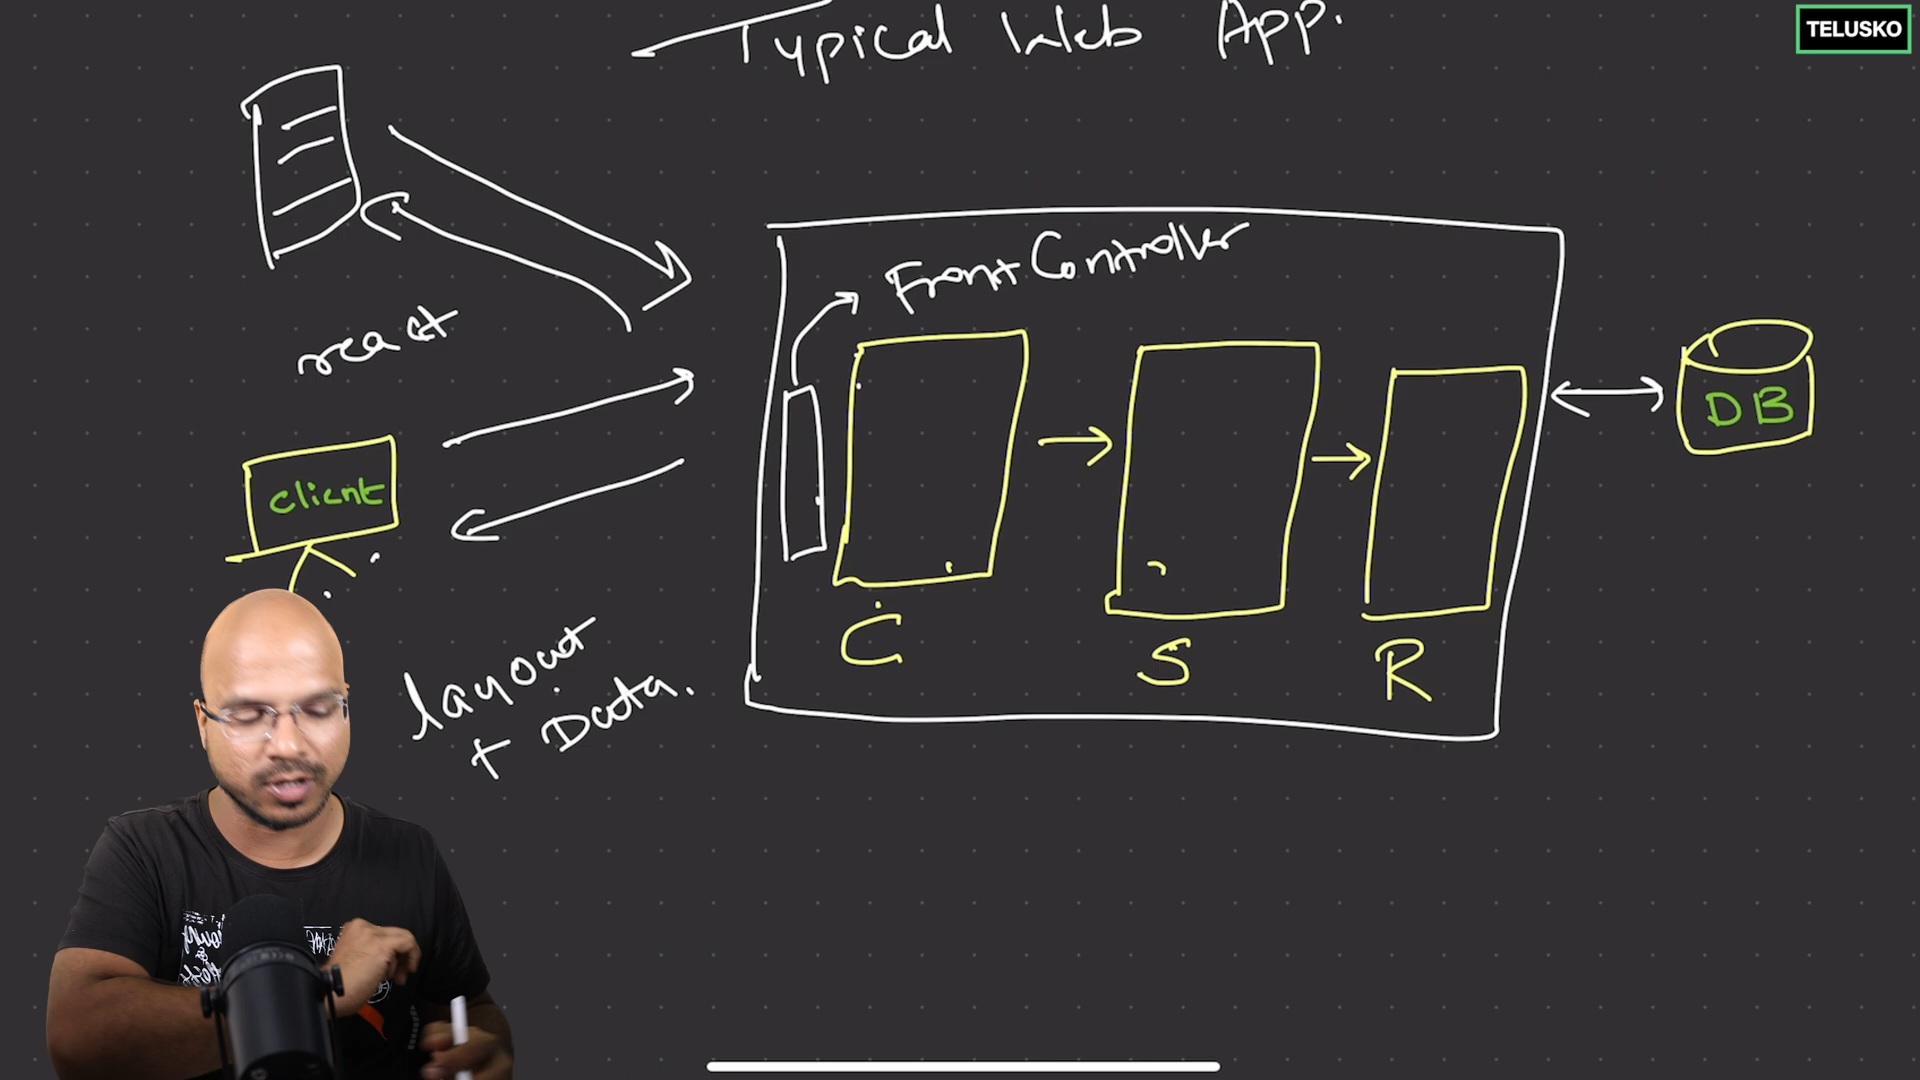 Typical Web App.
TELUSKO
Front Controller
react
DB
client
C
S
R
layout
+ Data.